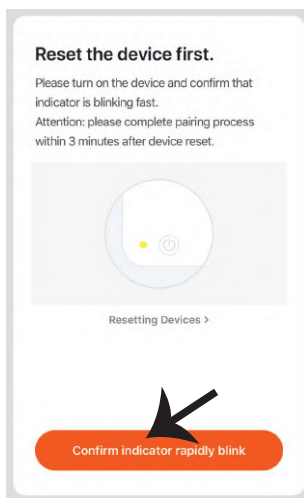 Reset the device first.
Please turn on the device and confirm that
indicator is blinking fast.
Attention: please complete pairing process
within 3 minutes after device reset.
Resetting Devices >
Confirm indicator rapidly blink